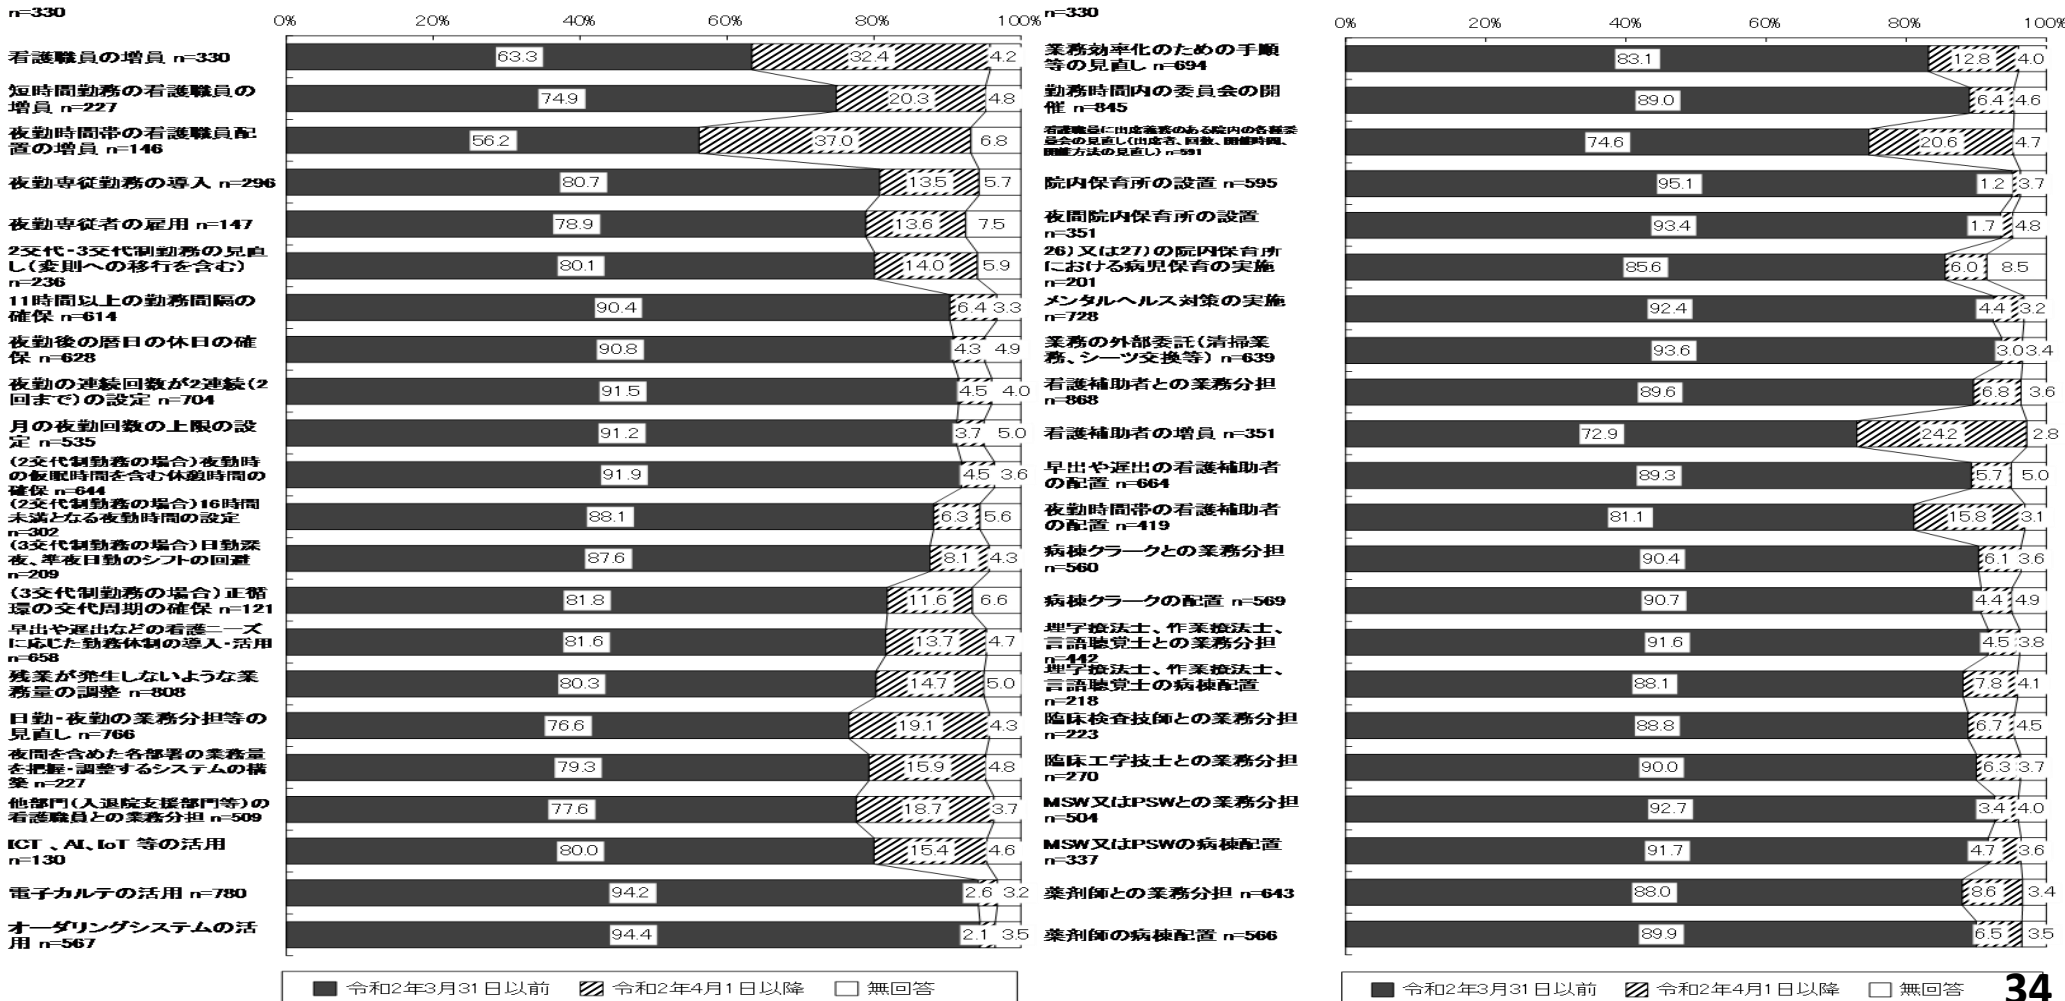 n=330
0% 20% 40% 60% 80% 100%
看護職員の増員 n=330
63.3 32.4 4.2
短時間勤務の看護職員の
増員 n=227
74.9 20.3 4.8
夜勤時間帯の看護職員配
置の増員 n=146
56.2 37.0 6.8
夜勤専従勤務の導入 n=296
80.7 13.5 5.7
夜勤専従者の雇用 n=147
78.9 13.6 7.5
2交代・3交代制勤務の見直
し(変則への移行を含む)
n=236
80.1 14.0 5.9
11時間以上の勤務間隔の
確保 n=614
90.4 6.4 3.3
夜勤後の暦日の休日の確
保 n=628
90.8 4.3 4.9
夜勤の連続回数が2連続(2
回まで)の設定 n=704
91.5 4.5 4.0
月の夜勤回数の上限の設
定 n=535
91.2 3.7 5.0
(2交代制勤務の場合)夜勤時
の仮眠時間を含む休憩時間の
確保 n=644
91.9 4.5 3.6
(2交代制勤務の場合)16時間
未満となる夜勤時間の設定
n=302
88.1 6.3 5.6
(3交代制勤務の場合)日勤深
夜、準夜日勤のシフトの回避
n=209
87.6 8.1 4.3
(3交代制勤務の場合)正循
環の交代周期の確保 n=121
81.8 11.6 6.6
早出や遅出などの看護ニーズ
に応じた勤務体制の導入・活用
n=658
81.6 13.7 4.7
残業が発生しないような業
務量の調整 n=808
80.3 14.7 5.0
日勤・夜勤の業務分担等の
見直し n=766
76.6 19.1 4.3
夜間を含めた各部署の業務量
を把握・調整するシステムの構
築 n=227
79.3 15.9 4.8
他部門(入退院支援部門等)の
看護職員との業務分担 n=509
77.6 18.7 3.7
ICT 、AI、IoT 等の活用
n=130
80.0 15.4 4.6
電子カルテの活用 n=780
94.2 2.6 3.2
オーダリングシステムの活
用 n=567
94.4 2.1 3.5
令和2年3月31日以前 令和2年4月1日以降 無回答
n=330
0% 20% 40% 60% 80% 100%
業務効率化のための手順
等の見直し n=694
83.1 12.8 4.0
勤務時間内の委員会の開
催 n=845
89.0 6.4 4.6
看護職員に出席義務のある院内の各種委
員会の見直し(出席者、回数、開催時間、
開催方法の見直し) n=591
74.6 20.6 4.7
院内保育所の設置 n=595
95.1 1.2 3.7
夜間院内保育所の設置
n=351
93.4 1.7 4.8
26)又は27)の院内保育所
における病児保育の実施
n=201
85.6 6.0 8.5
メンタルヘルス対策の実施
n=728
92.4 4.4 3.2
業務の外部委託(清掃業
務、シーツ交換等) n=639
93.6 3.0 3.4
看護補助者との業務分担
n=868
89.6 6.8 3.6
看護補助者の増員 n=351
72.9 24.2 2.8
早出や遅出の看護補助者
の配置 n=664
89.3 5.7 5.0
夜勤時間帯の看護補助者
の配置 n=419
81.1 15.8 3.1
病棟クラークとの業務分担
n=560
90.4 6.1 3.6
病棟クラークの配置 n=569
90.7 4.4 4.9
理学療法士、作業療法士、
言語聴覚士との業務分担
n=442
91.6 4.5 3.8
理学療法士、作業療法士、
言語聴覚士の病棟配置
n=218
88.1 7.8 4.1
臨床検査技師との業務分担
n=223
88.8 6.7 4.5
臨床工学技士との業務分担
n=270
90.0 6.3 3.7
MSW又はPSWとの業務分担
n=504
92.7 3.4 4.0
MSW又はPSWの病棟配置
n=337
91.7 4.7 3.6
薬剤師との業務分担 n=643
88.0 8.6 3.4
薬剤師の病棟配置 n=566
89.9 6.5 3.5
令和2年3月31日以前 令和2年4月1日以降 無回答
34